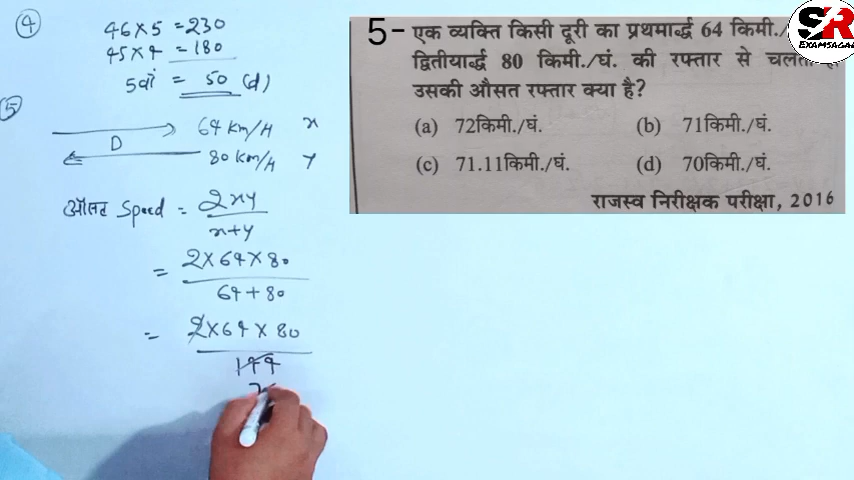 ④ 46×5 = 230
45×4 = 180
5वां = 50 (d)
⑤
64 KM/H x
D
80 KM/H y
औसत Speed = 2xy
x+y
= 2×64×80
64+80
= 2×64×80
144
5- एक व्यक्ति किसी दूरी का प्रथमार्द्ध 64 किमी./
द्वितीयार्द्ध 80 किमी./घं. की रफ्तार से चलता
उसकी औसत रफ्तार क्या है?
(a) 72किमी./घं. (b) 71किमी./घं.
(c) 71.11किमी./घं. (d) 70किमी./घं.
राजस्व निरीक्षक परीक्षा, 2016
SR
EXAMSAGA